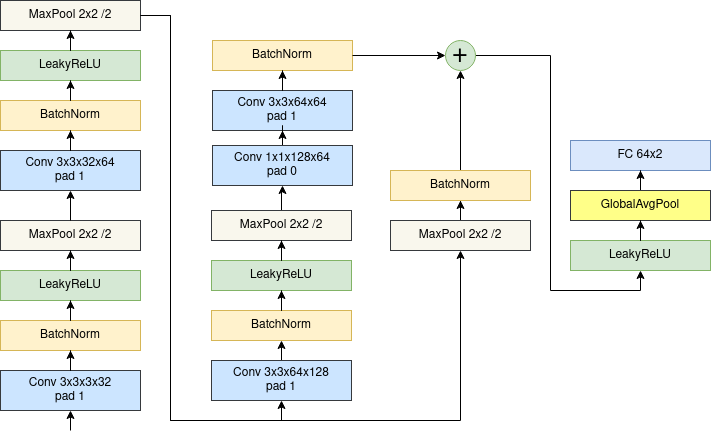 MaxPool 2x2 /2
LeakyReLU
BatchNorm
Conv 3x3x32x64
pad 1
MaxPool 2x2 /2
LeakyReLU
BatchNorm
Conv 3x3x3x32
pad 1
BatchNorm
Conv 3x3x64x64
pad 1
Conv 1x1x128x64
pad 0
MaxPool 2x2 /2
LeakyReLU
BatchNorm
Conv 3x3x64x128
pad 1
+
BatchNorm
MaxPool 2x2 /2
FC 64x2
GlobalAvgPool
LeakyReLU